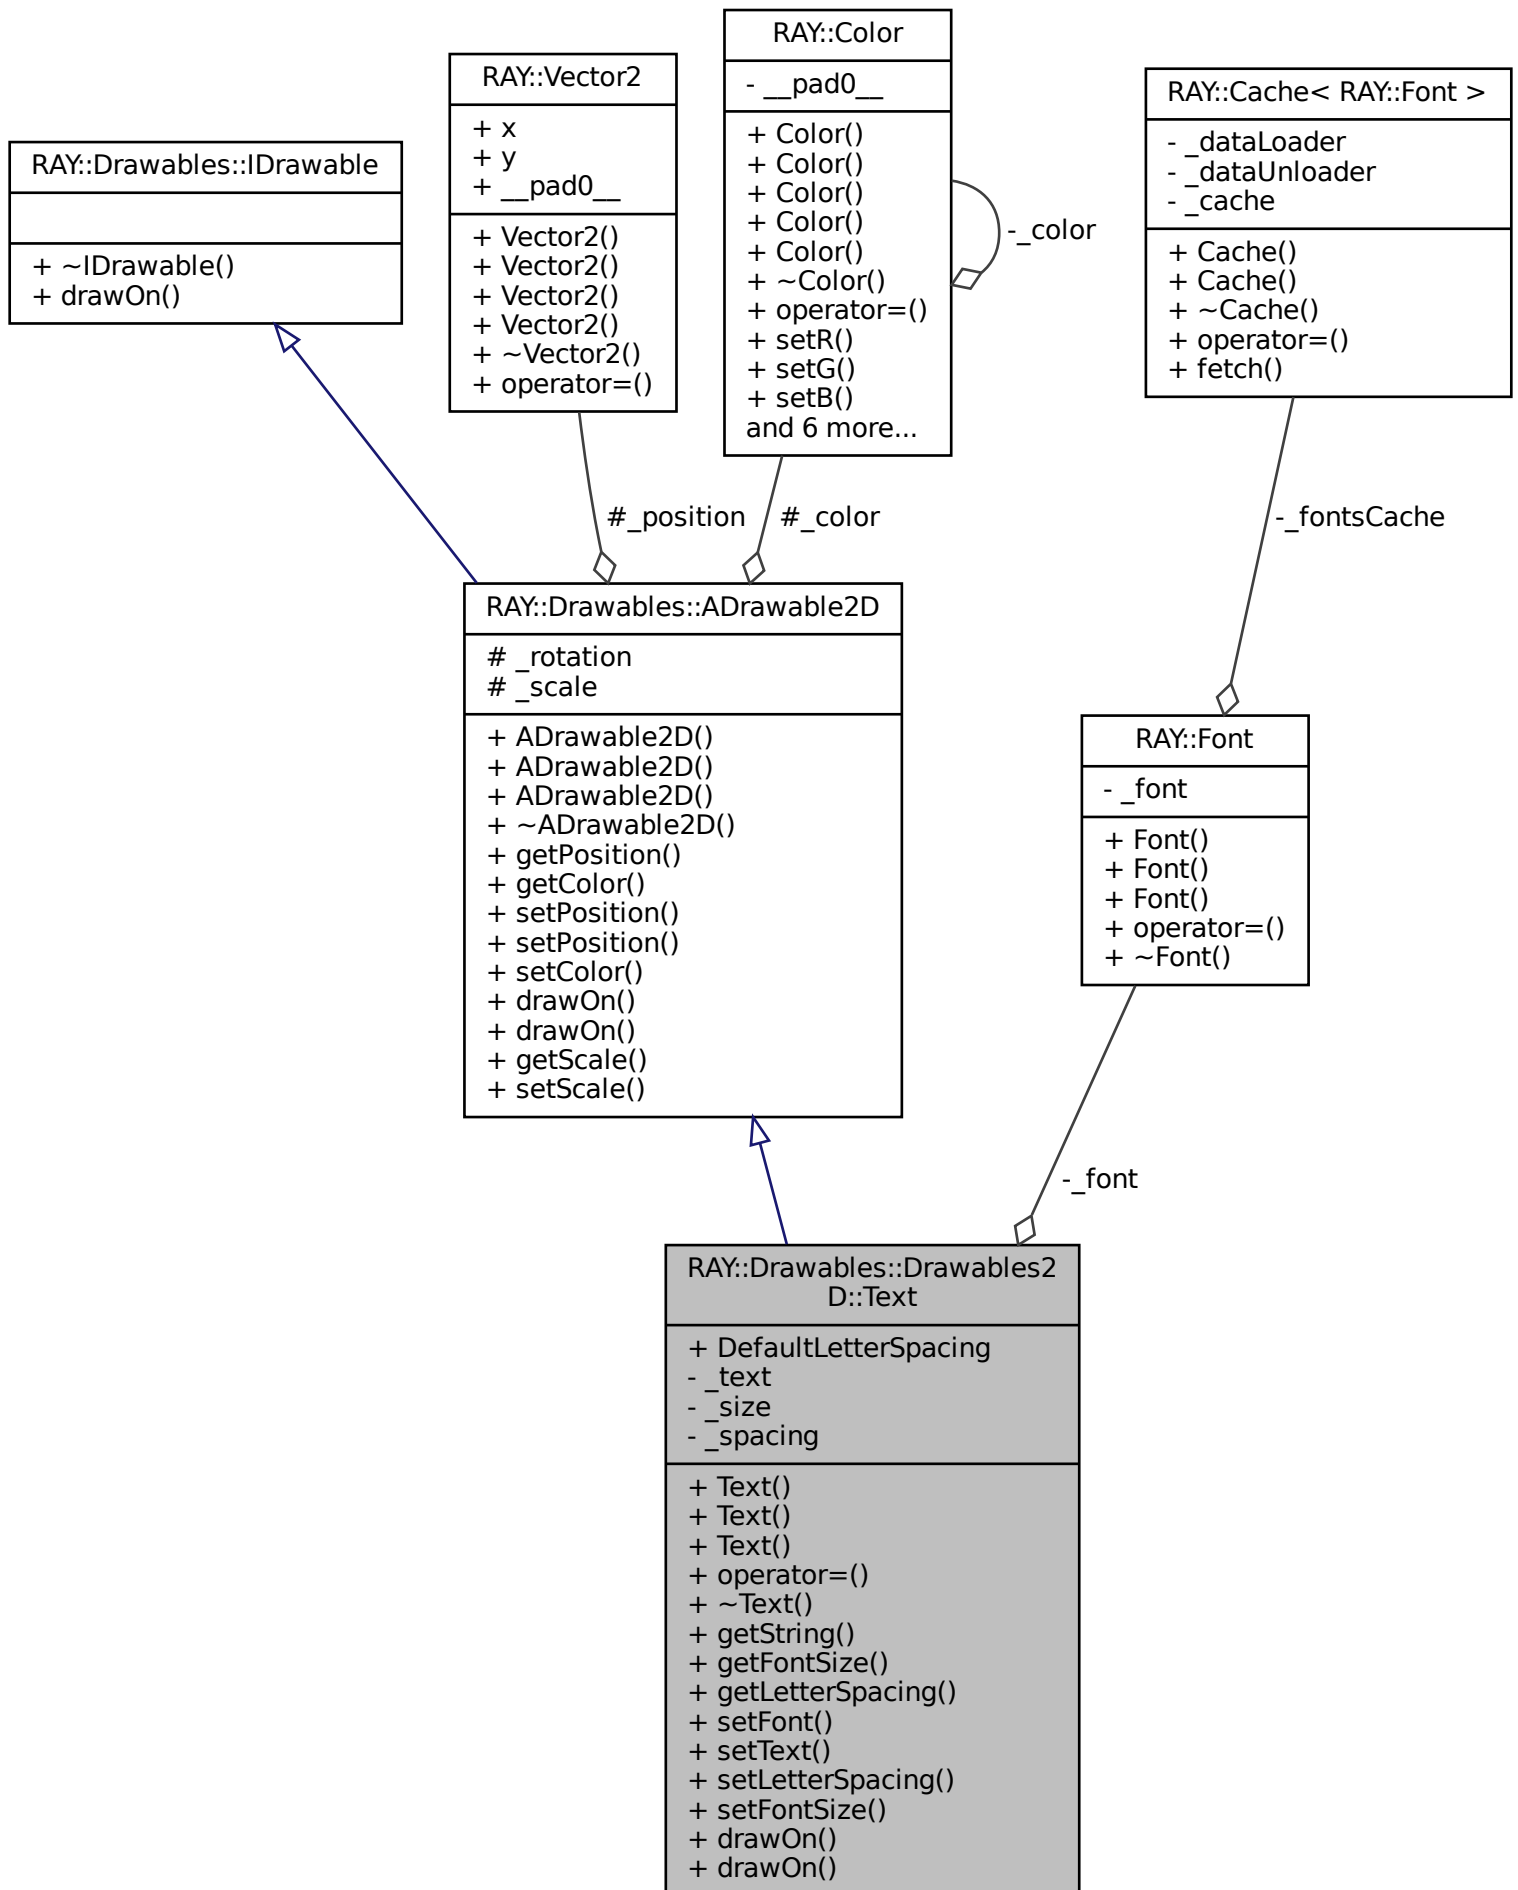 RAY::Drawables::IDrawable
+ ~IDrawable()
+ drawOn()
RAY::Vector2
+ x
+ y
+ __pad0__
+ Vector2()
+ Vector2()
+ Vector2()
+ Vector2()
+ ~Vector2()
+ operator=()
RAY::Color
- __pad0__
+ Color()
+ Color()
+ Color()
+ Color()
+ Color()
+ ~Color()
+ operator=()
+ setR()
+ setG()
+ setB()
and 6 more...
-_color
RAY::Cache< RAY::Font >
- _dataLoader
- _dataUnloader
- _cache
+ Cache()
+ Cache()
+ ~Cache()
+ operator=()
+ fetch()
#_position
#_color
-_fontsCache
RAY::Drawables::ADrawable2D
# _rotation
# _scale
+ ADrawable2D()
+ ADrawable2D()
+ ADrawable2D()
+ ~ADrawable2D()
+ getPosition()
+ getColor()
+ setPosition()
+ setPosition()
+ setColor()
+ drawOn()
+ drawOn()
+ getScale()
+ setScale()
RAY::Font
- _font
+ Font()
+ Font()
+ Font()
+ operator=()
+ ~Font()
-_font
RAY::Drawables::Drawables2
D::Text
+ DefaultLetterSpacing
- _text
- _size
- _spacing
+ Text()
+ Text()
+ Text()
+ operator=()
+ ~Text()
+ getString()
+ getFontSize()
+ getLetterSpacing()
+ setFont()
+ setText()
+ setLetterSpacing()
+ setFontSize()
+ drawOn()
+ drawOn()